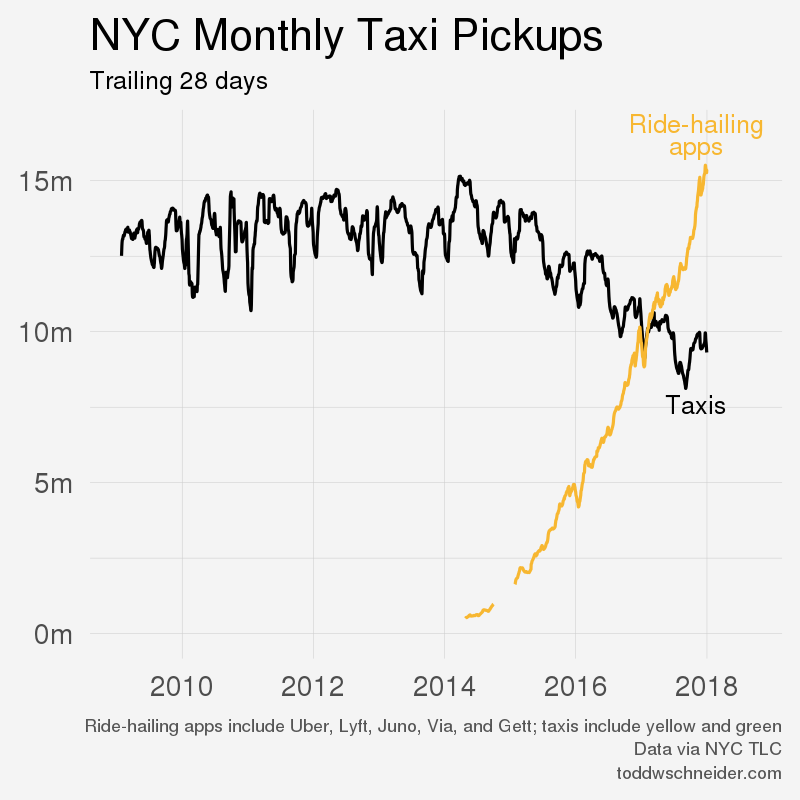 NYC Monthly Taxi Pickups
Trailing 28 days
Ride-hailing
apps
15m
10m
Taxis
5m
0m
2010 2012 2014 2016 2018
Ride-hailing apps include Uber, Lyft, Juno, Via, and Gett; taxis include yellow and green
Data via NYC TLC
toddwschneider.com